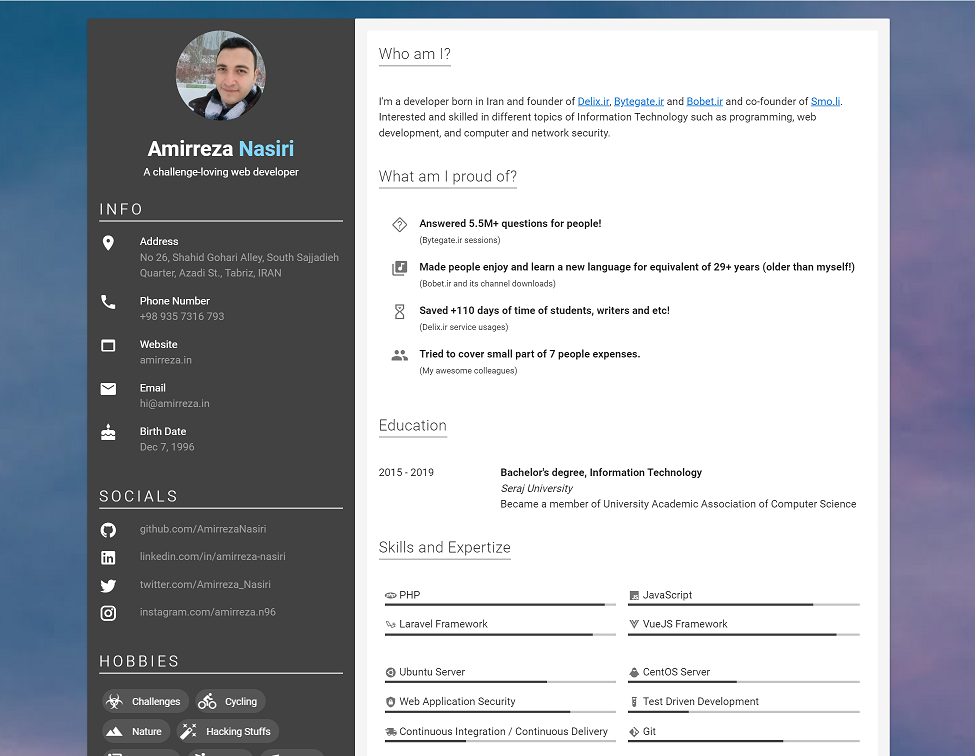 Amirreza Nasiri
A challenge-loving web developer
INFO
Address
No 26, Shahid Gohari Alley, South Sajjadieh
Quarter, Azadi St., Tabriz, IRAN
Phone Number
+98 935 7316 793
Website
amirreza.in
Email
hi@amirreza.in
Birth Date
Dec 7, 1996
SOCIALS
github.com/AmirrezaNasiri
linkedin.com/in/amirreza-nasiri
twitter.com/Amirreza_Nasiri
instagram.com/amirreza.n96
HOBBIES
Challenges Cycling
Nature Hacking Stuffs
Who am I?
I'm a developer born in Iran and founder of Delix.ir, Bytegate.ir and Bobet.ir and co-founder of Smo.li.
Interested and skilled in different topics of Information Technology such as programming, web
development, and computer and network security.
What am I proud of?
Answered 5.5M+ questions for people!
(Bytegate.ir sessions)
Made people enjoy and learn a new language for equivalent of 29+ years (older than myself!)
(Bobet.ir and its channel downloads)
Saved +110 days of time of students, writers and etc!
(Delix.ir service usages)
Tried to cover small part of 7 people expenses.
(My awesome colleagues)
Education
2015 - 2019 Bachelor's degree, Information Technology
Seraj University
Became a member of University Academic Association of Computer Science
Skills and Expertize
PHP JavaScript
Laravel Framework VueJS Framework
Ubuntu Server CentOS Server
Web Application Security Test Driven Development
Continuous Integration / Continuous Delivery Git